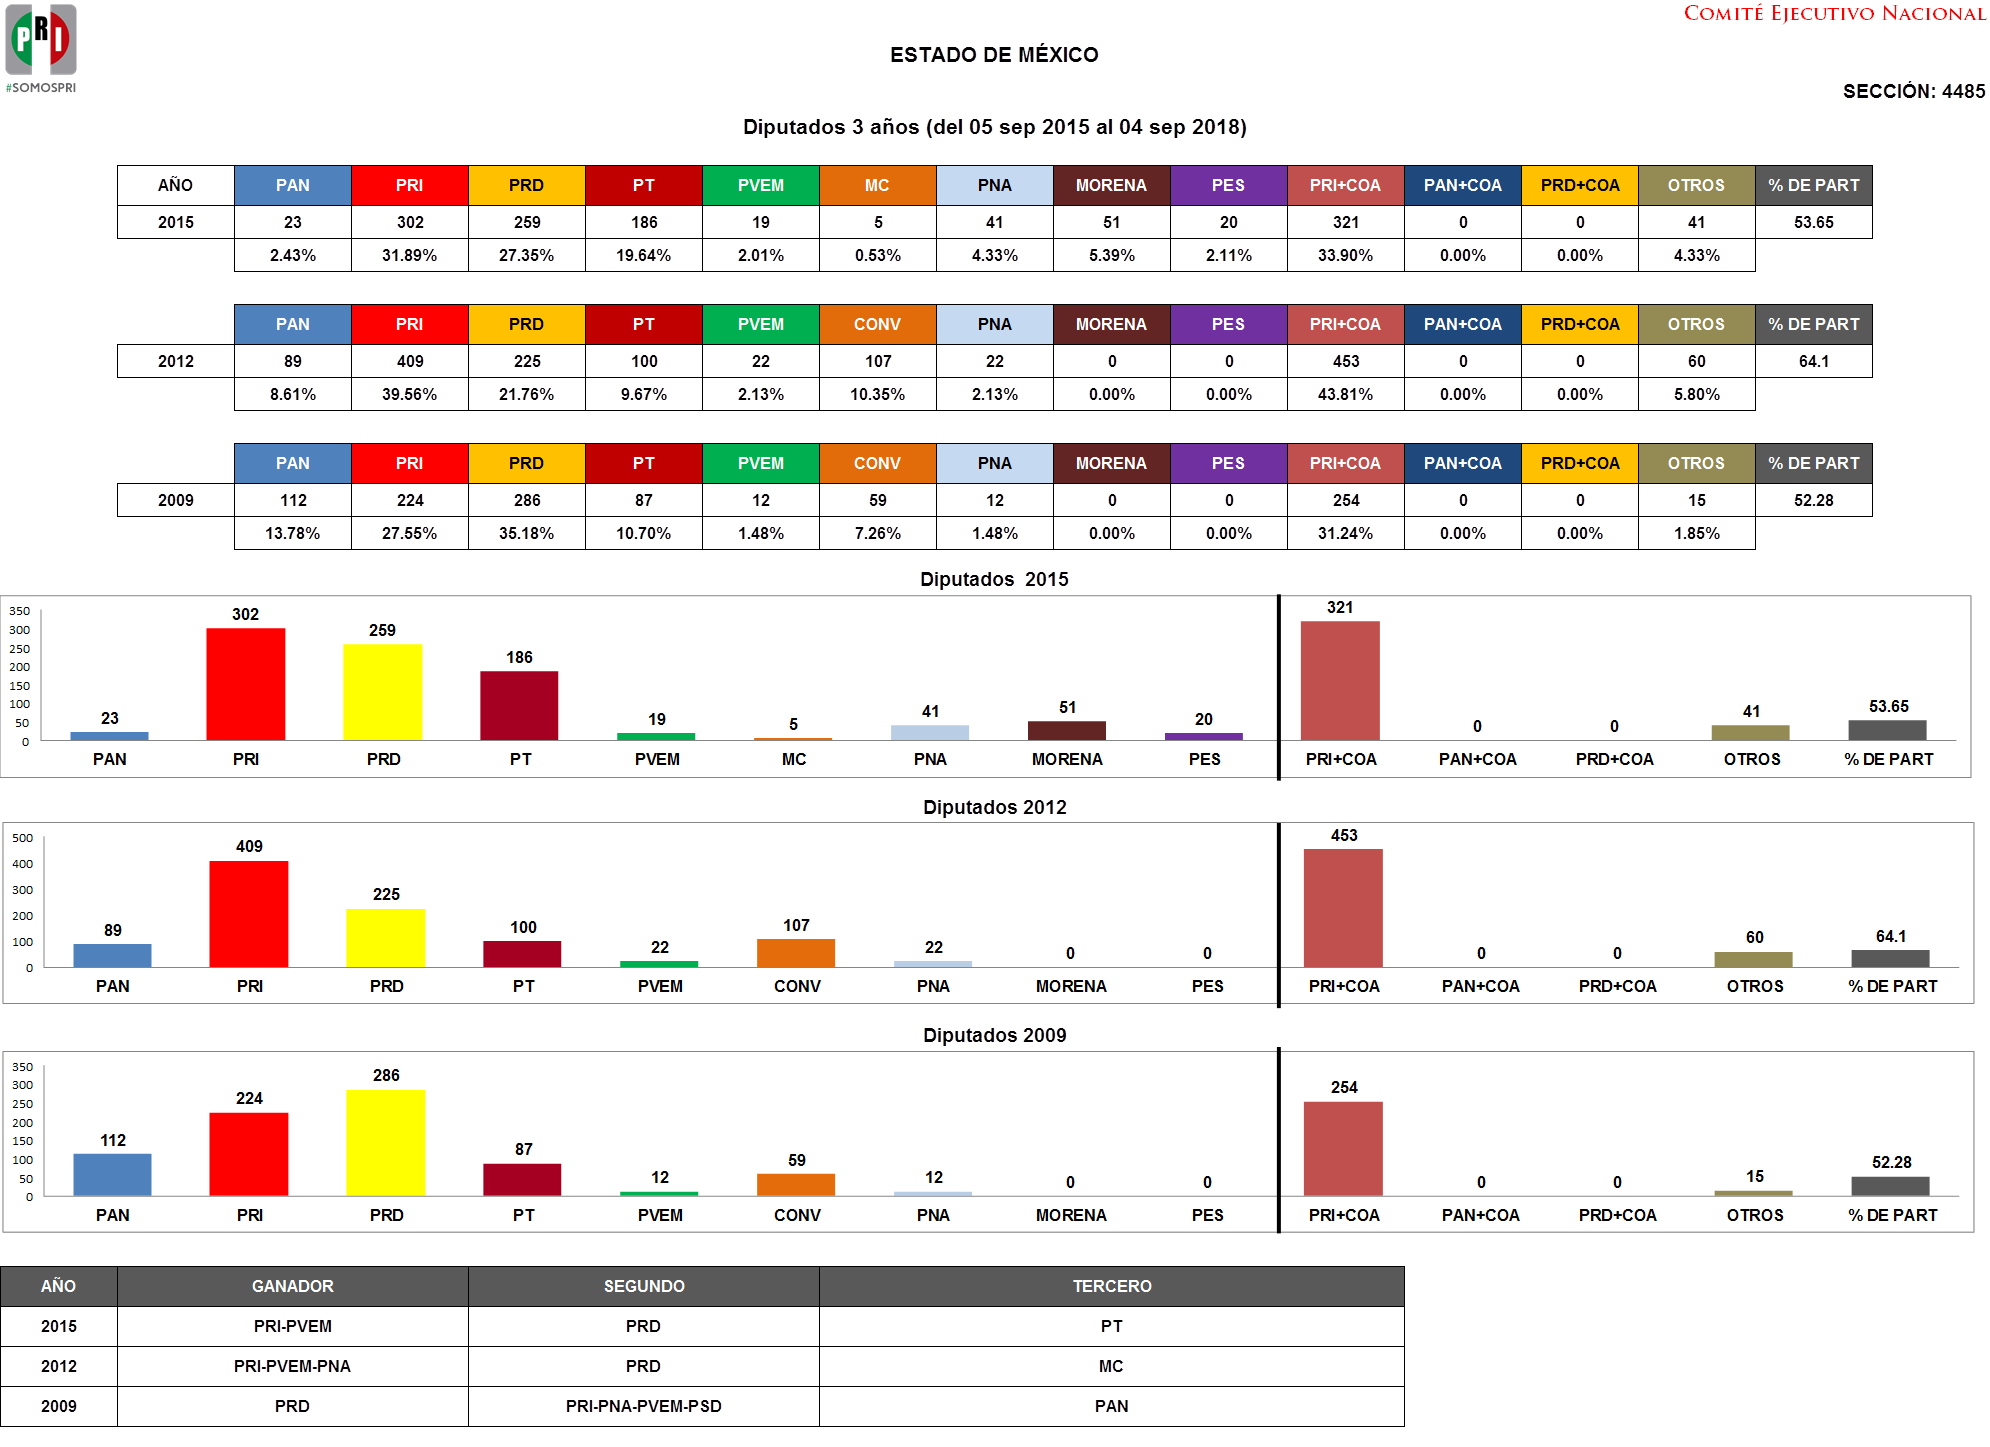 PRI
#SOMOSPRI
COMITÉ EJECUTIVO NACIONAL
ESTADO DE MÉXICO
SECCIÓN: 4485
Diputados 3 años (del 05 sep 2015 al 04 sep 2018)
AÑO PAN PRI PRD PT PVEM MC PNA MORENA PES PRI+COA PAN+COA PRD+COA OTROS % DE PART
2015 23 302 259 186 19 5 41 51 20 321 0 0 41 53.65
2.43% 31.89% 27.35% 19.64% 2.01% 0.53% 4.33% 5.39% 2.11% 33.90% 0.00% 0.00% 4.33%
PAN PRI PRD PT PVEM CONV PNA MORENA PES PRI+COA PAN+COA PRD+COA OTROS % DE PART
2012 89 409 225 100 22 107 22 0 0 453 0 0 60 64.1
8.61% 39.56% 21.76% 9.67% 2.13% 10.35% 2.13% 0.00% 0.00% 43.81% 0.00% 0.00% 5.80%
PAN PRI PRD PT PVEM CONV PNA MORENA PES PRI+COA PAN+COA PRD+COA OTROS % DE PART
2009 112 224 286 87 12 59 12 0 0 254 0 0 15 52.28
13.78% 27.55% 35.18% 10.70% 1.48% 7.26% 1.48% 0.00% 0.00% 31.24% 0.00% 0.00% 1.85%
Diputados 2015
350
300
250
200
150
100
50
0
23 302 259 186 19 5 41 51 20 321 0 0 41 53.65
PAN PRI PRD PT PVEM MC PNA MORENA PES PRI+COA PAN+COA PRD+COA OTROS % DE PART
Diputados 2012
500
400
300
200
100
0
89 409 225 100 22 107 22 0 0 453 0 0 60 64.1
PAN PRI PRD PT PVEM CONV PNA MORENA PES PRI+COA PAN+COA PRD+COA OTROS % DE PART
Diputados 2009
350
300
250
200
150
100
50
0
112 224 286 87 12 59 12 0 0 254 0 0 15 52.28
PAN PRI PRD PT PVEM CONV PNA MORENA PES PRI+COA PAN+COA PRD+COA OTROS % DE PART
AÑO GANADOR SEGUNDO TERCERO
2015 PRI-PVEM PRD PT
2012 PRI-PVEM-PNA PRD MC
2009 PRD PRI-PNA-PVEM-PSD PAN